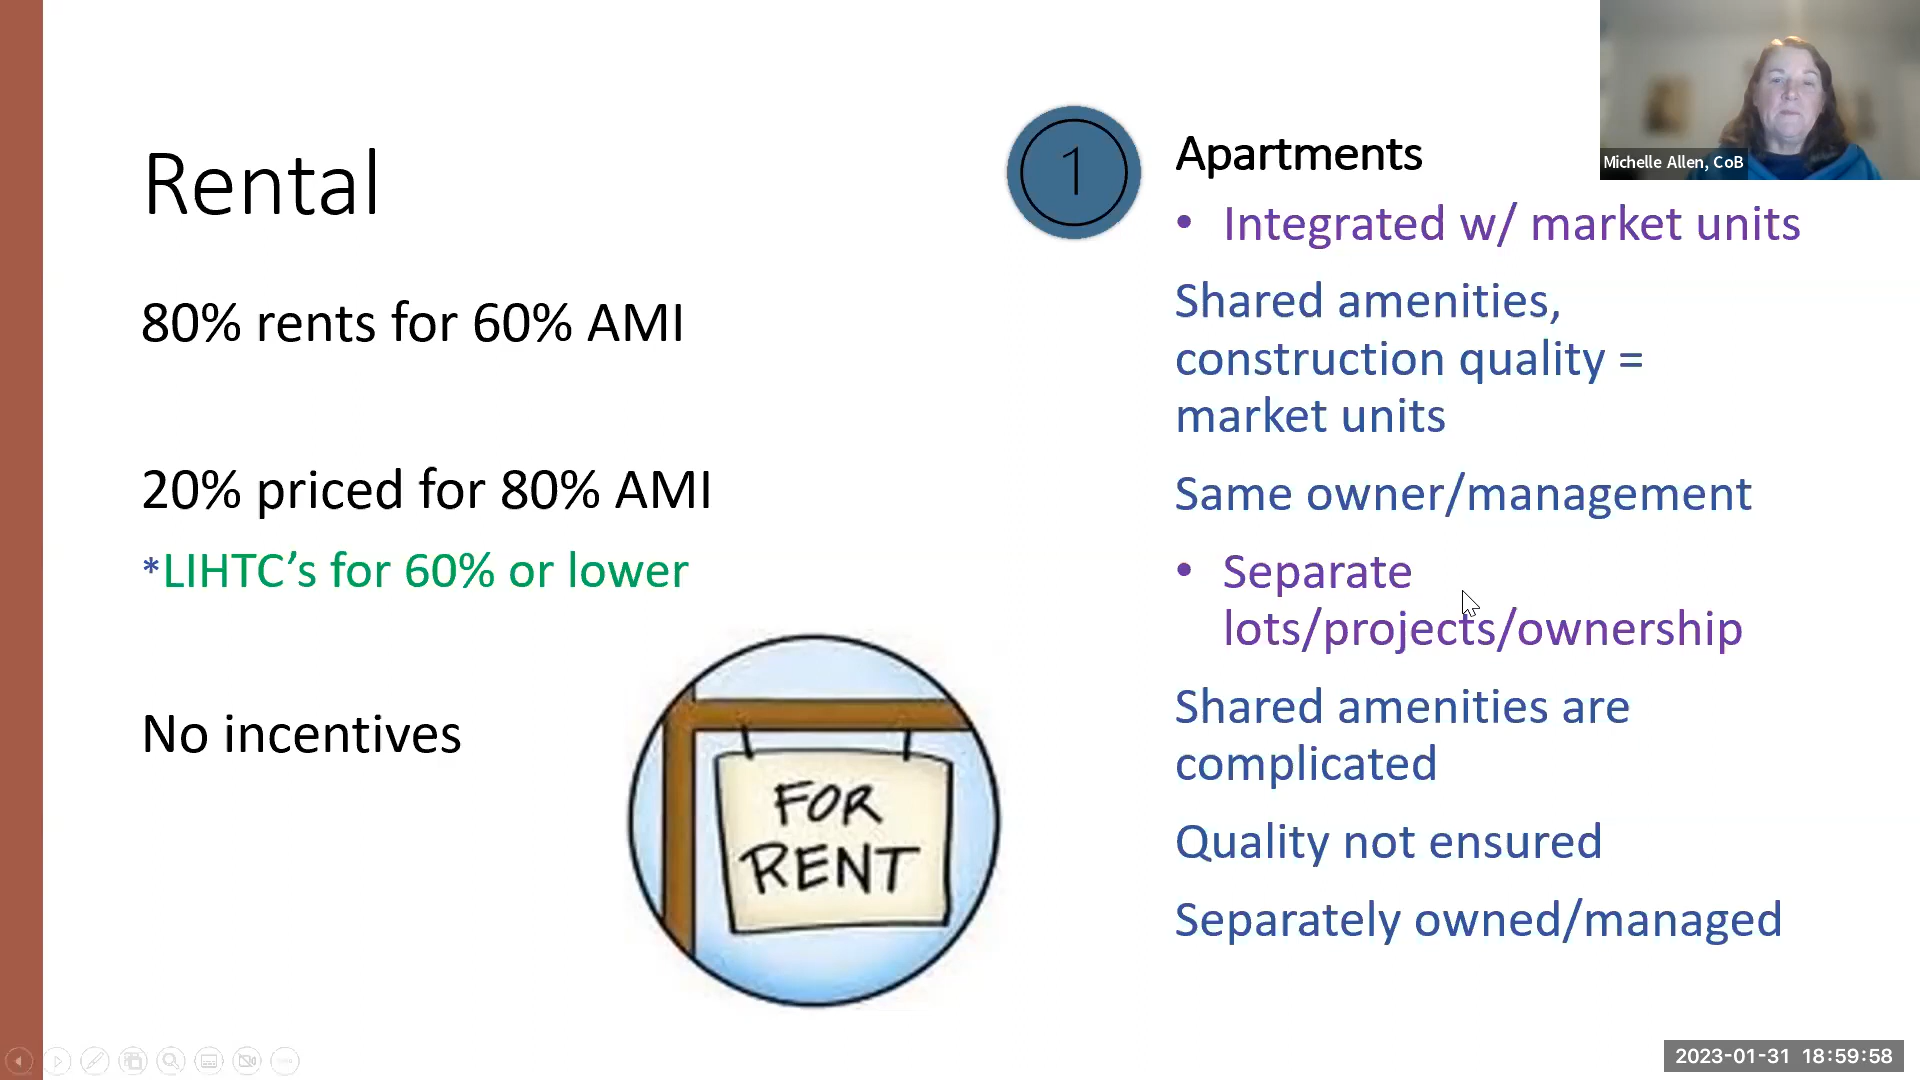 Rental
80% rents for 60% AMI
20% priced for 80% AMI
*LIHTC’s for 60% or lower
No incentives
FOR
RENT
1
Apartments
• Integrated w/ market units
Shared amenities,
construction quality =
market units
Same owner/management
• Separate
lots/projects/ownership
Shared amenities are
complicated
Quality not ensured
Separately owned/managed
Michelle Allen, CoB
2023-01-31 18:59:58